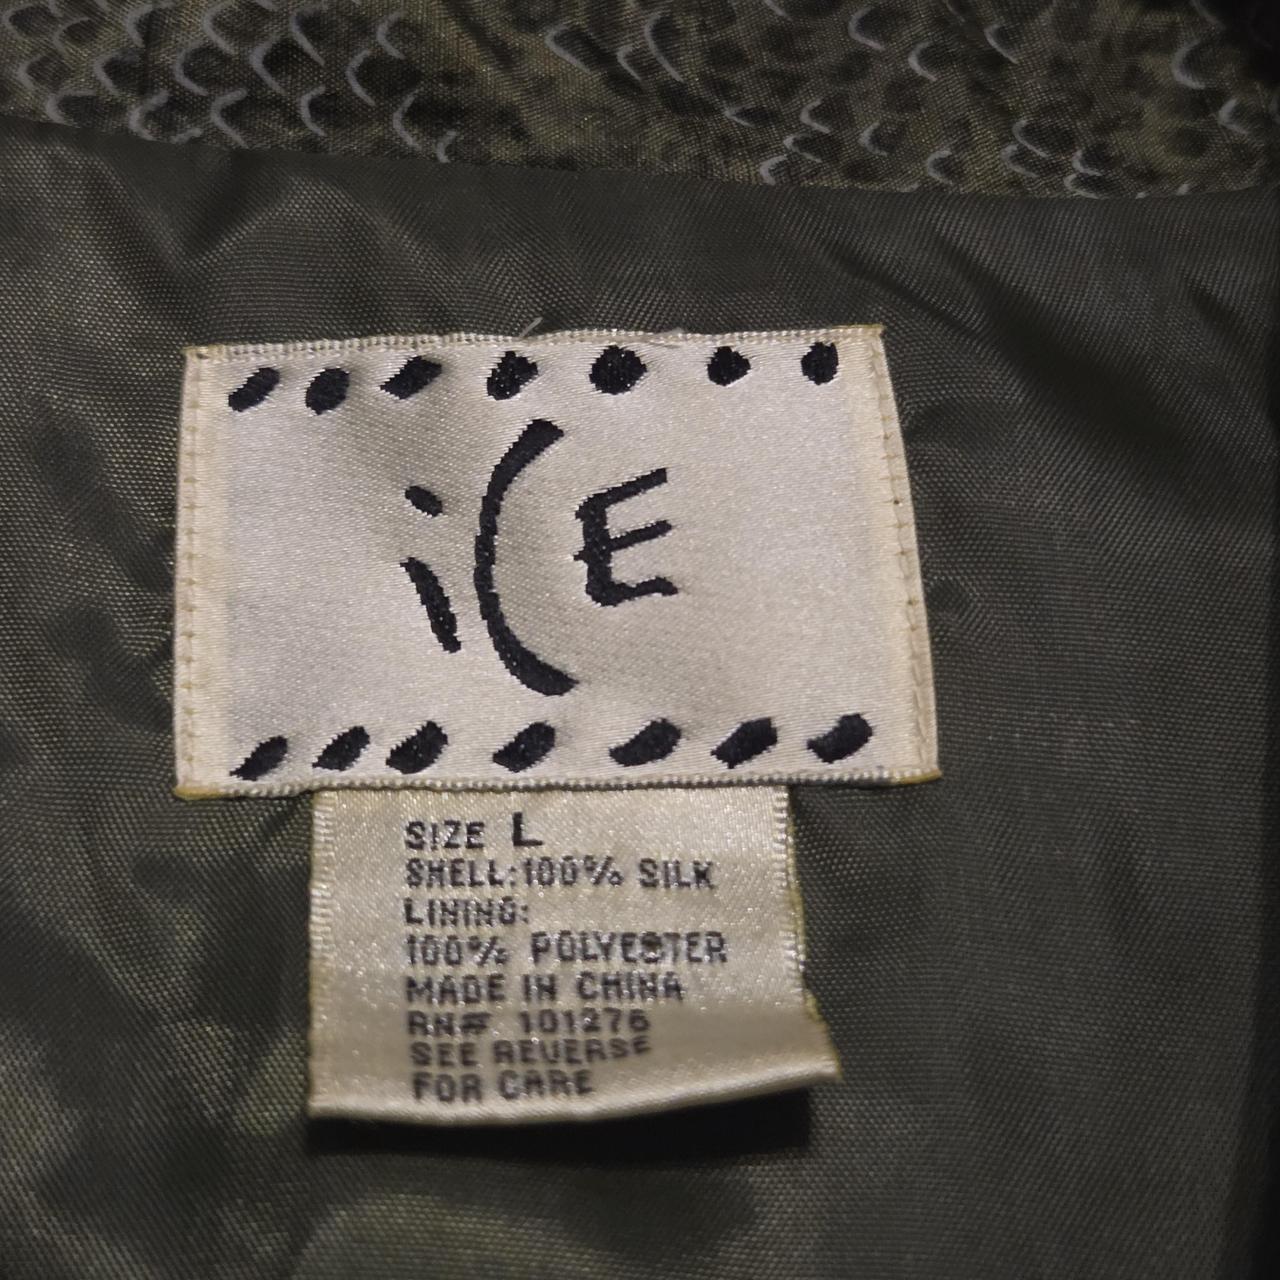 iCE
SIZE L
SHELL:100% SILK
LINING:
100% POLYESTER
MADE IN CHINA
RN# 101276
SEE REVERSE
FOR CARE